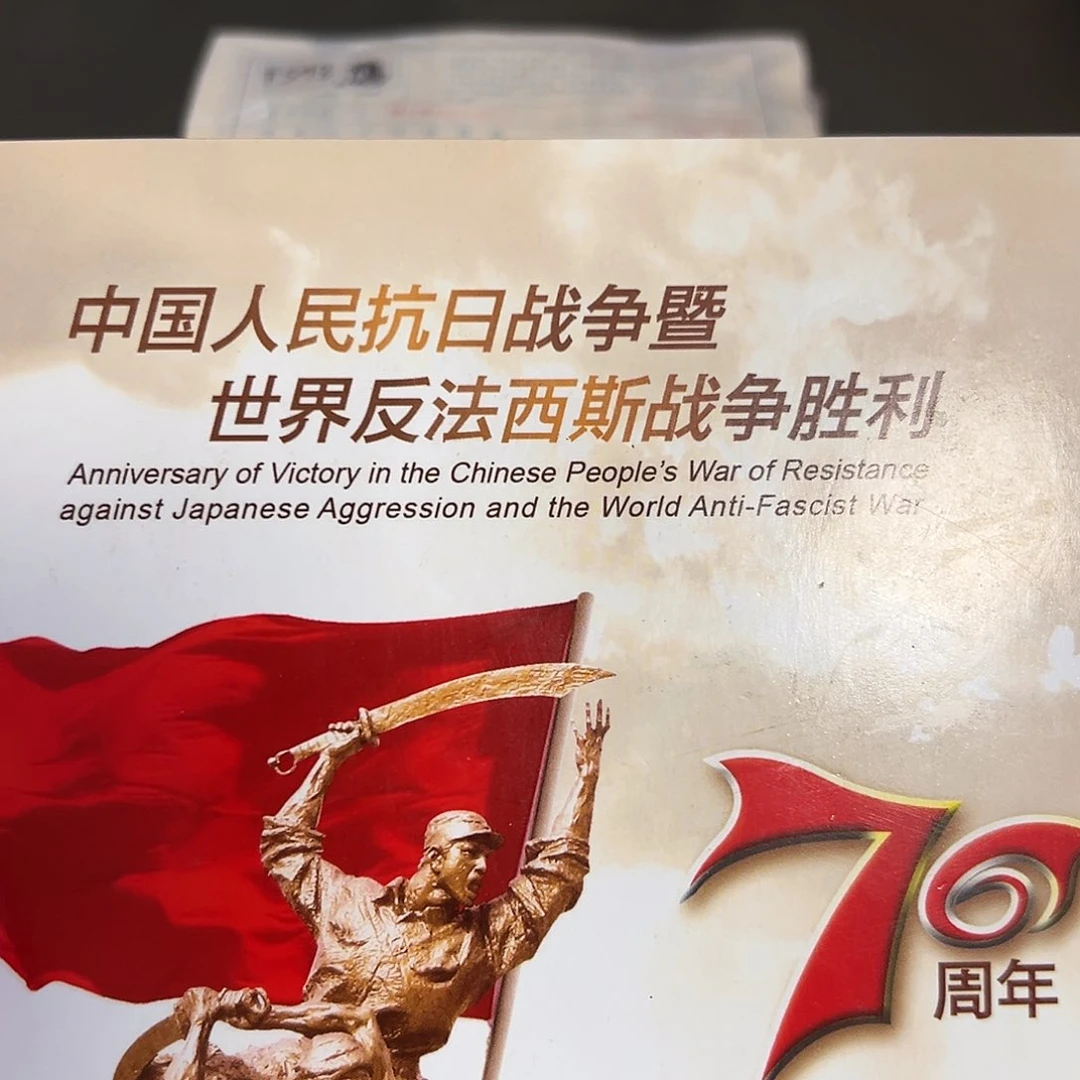 中国人民抗日战争暨
世界反法西斯战争胜利
Anniversary of Victory in the Chinese People's War of Resistance
against Japanese Aggression and the World Anti-Fascist War
70
周年